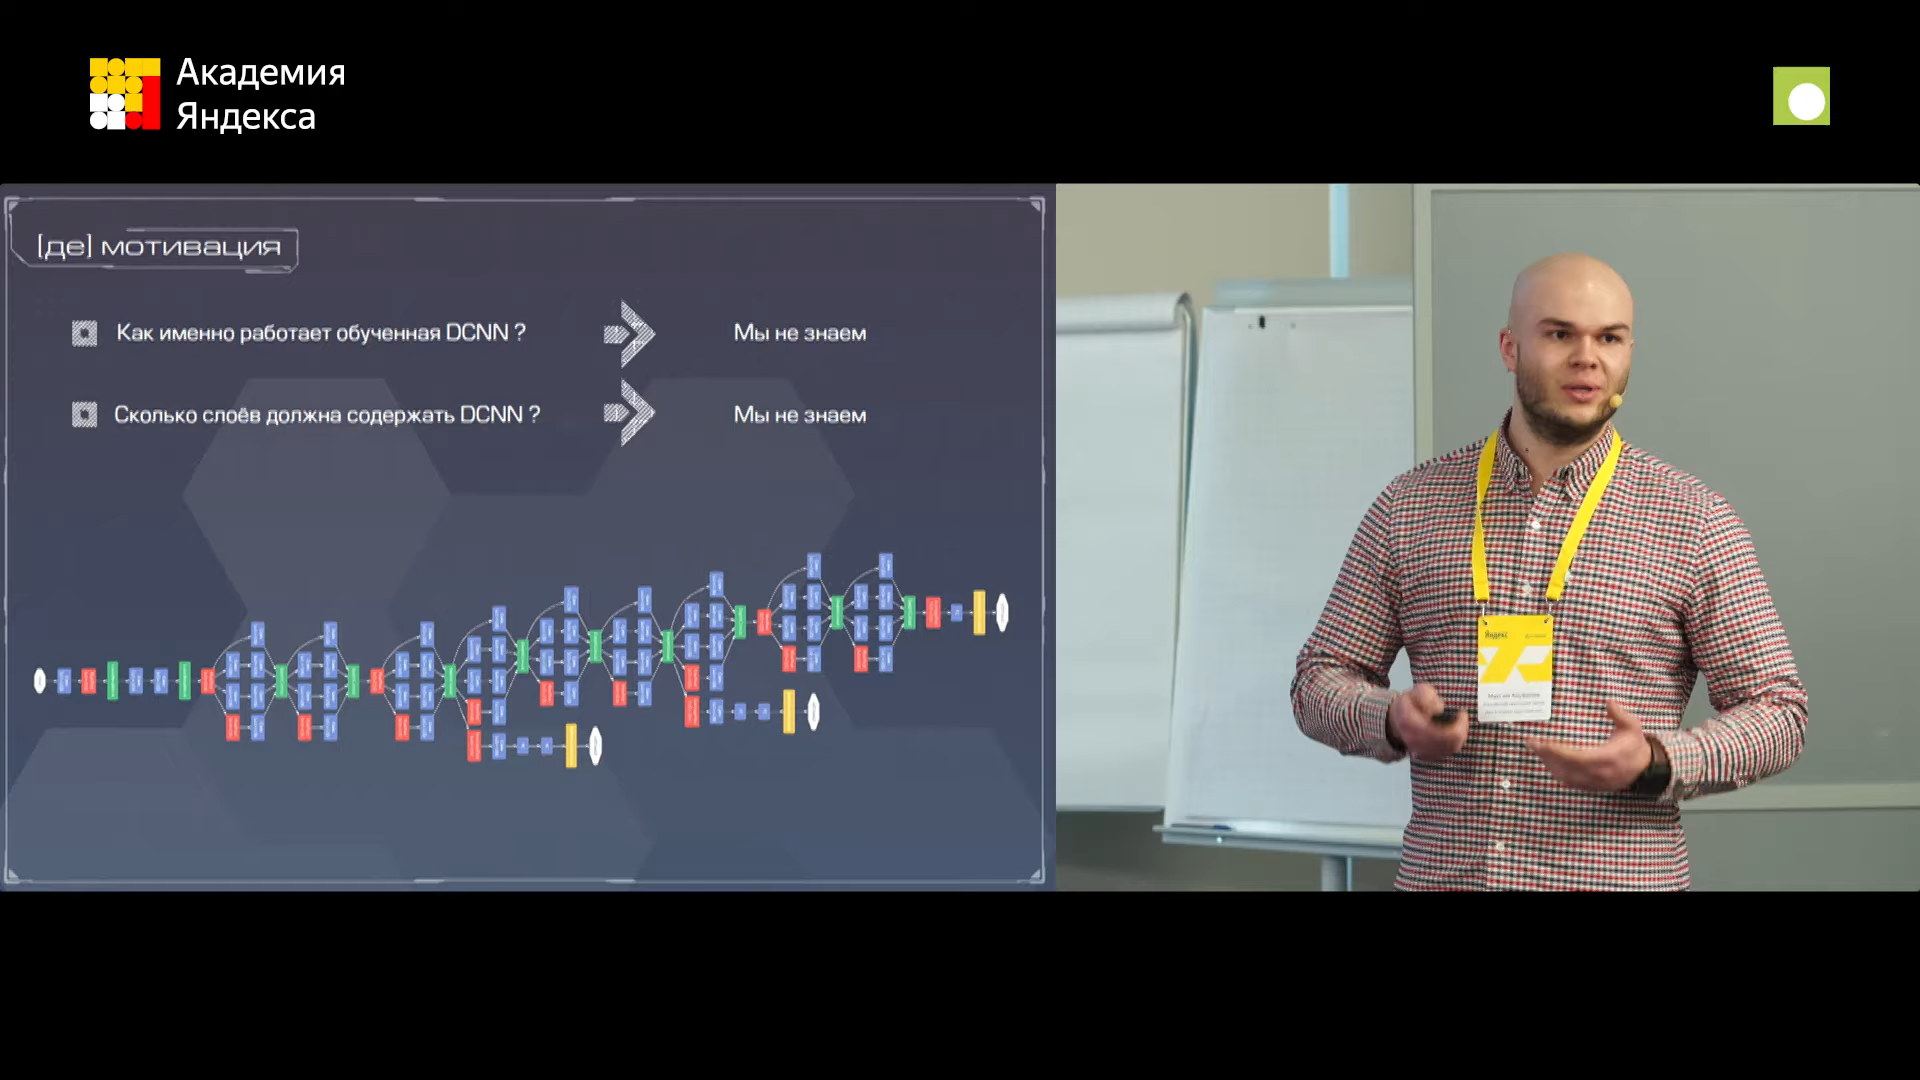 Академия
Яндекса
[де] мотивация
Как именно работает обученная DCNN ?
Мы не знаем
Сколько слоёв должна содержать DCNN ?
Мы не знаем
Яндекс